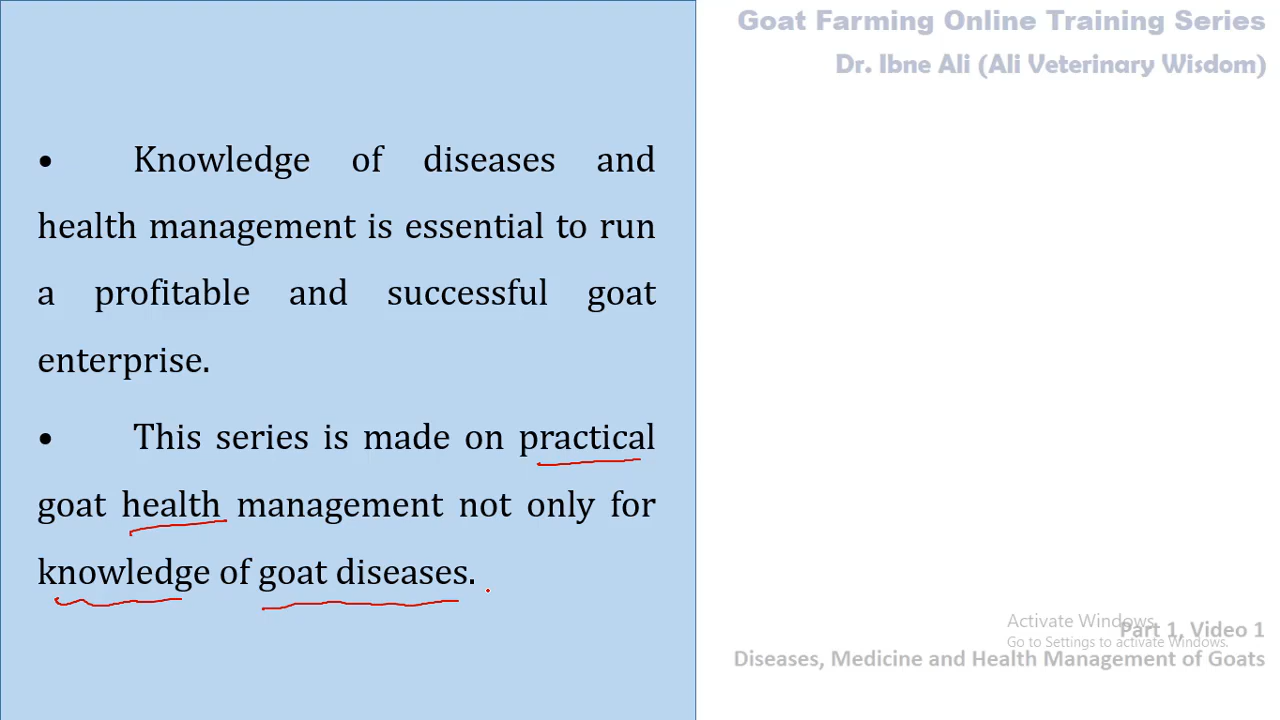 Goat Farming Online Training Series
Dr. Ibne Ali (Ali Veterinary Wisdom)
• Knowledge of diseases and
health management is essential to run
a profitable and successful goat
enterprise.
• This series is made on practical
goat health management not only for
knowledge of goat diseases.
Activate Windows
Part 1, Video 1
Go to Settings to activate Windows.
Diseases, Medicine and Health Management of Goats